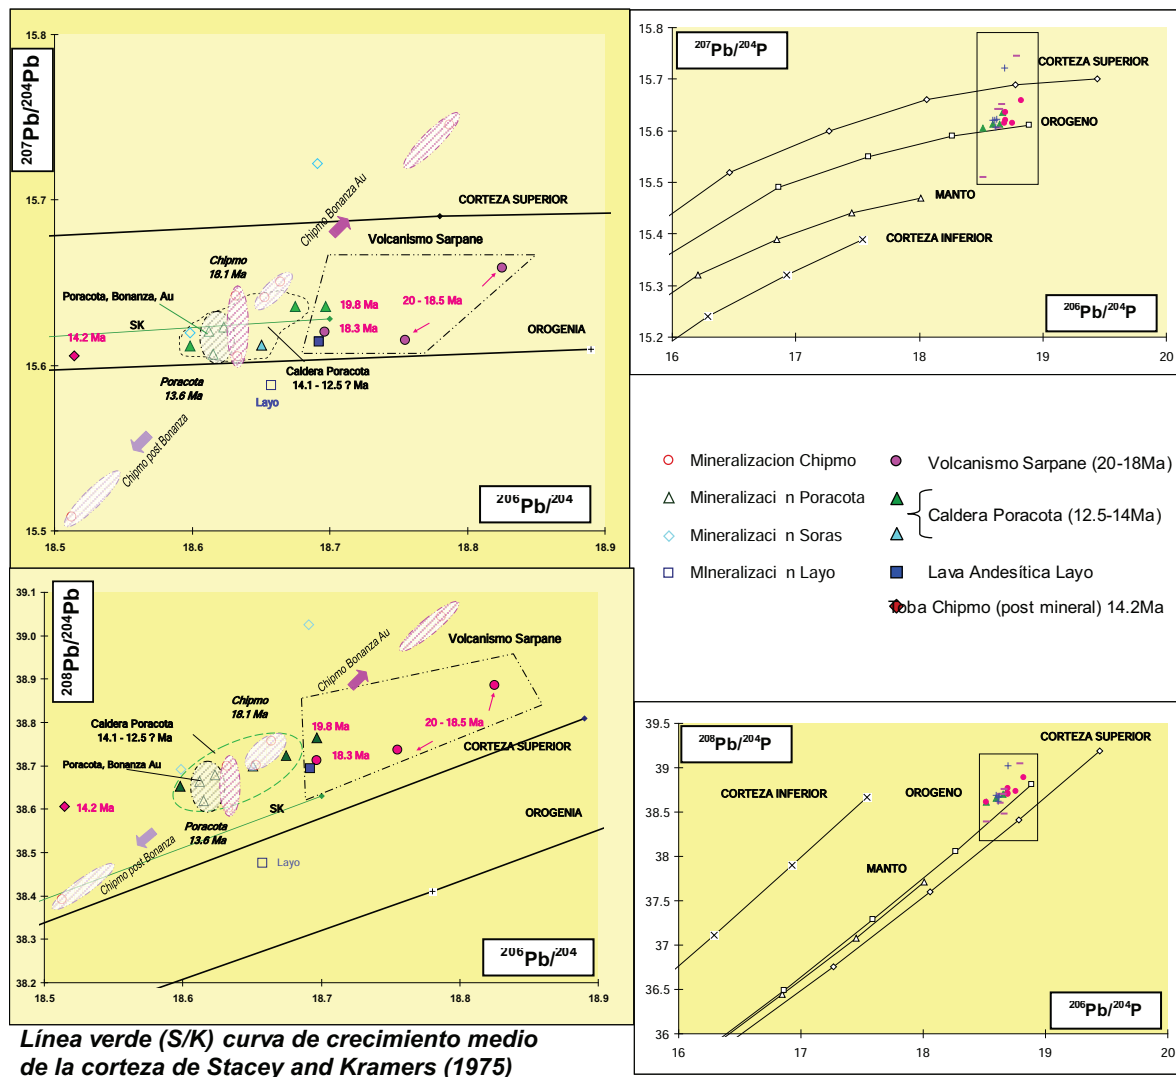 15.8
15.7
15.6
15.5
18.5
18.6
18.7
18.8
18.9
207Pb/204Pb
206Pb/204
CORTEZA SUPERIOR
Chipmo Bonanza Au
Volcanismo Sarpane
Chipmo
18.1 Ma
Poracota, Bonanza, Au
SK
14.2 Ma
19.8 Ma
18.3 Ma
20 - 18.5 Ma
OROGENIA
Caldera Poracota
14.1 - 12.5 ? Ma
Poracota
13.6 Ma
Layo
Chipmo post Bonanza
15.8
15.7
15.6
15.5
15.4
15.3
15.2
16
17
18
19
20
207Pb/204P
CORTEZA SUPERIOR
OROGENO
MANTO
CORTEZA INFERIOR
206Pb/204P
Mineralizacion Chipmo
Mineralizaci n Poracota
Mineralizaci n Soras
MIneralizaci n Layo
Volcanismo Sarpane (20-18Ma)
Caldera Poracota (12.5-14Ma)
Lava Andesítica Layo
Toba Chipmo (post mineral) 14.2Ma
39.1
39.0
38.9
38.8
38.7
38.6
38.5
38.4
38.3
38.2
18.5
18.6
18.7
18.8
18.9
208Pb/204Pb
206Pb/204
Volcanismo Sarpane
Chipmo Bonanza Au
Chipmo
18.1 Ma
Caldera Poracota
14.1 - 12.5 ? Ma
Poracota, Bonanza Au
19.8 Ma
18.3 Ma
20 - 18.5 Ma
CORTEZA SUPERIOR
14.2 Ma
SK
OROGENIA
Poracota
13.6 Ma
Layo
Chipmo post Bonanza
39.5
39
38.5
38
37.5
37
36.5
36
16
17
18
19
20
208Pb/204P
CORTEZA SUPERIOR
CORTEZA INFERIOR
OROGENO
MANTO
206Pb/204P
Línea verde (S/K) curva de crecimiento medio
de la corteza de Stacey and Kramers (1975)